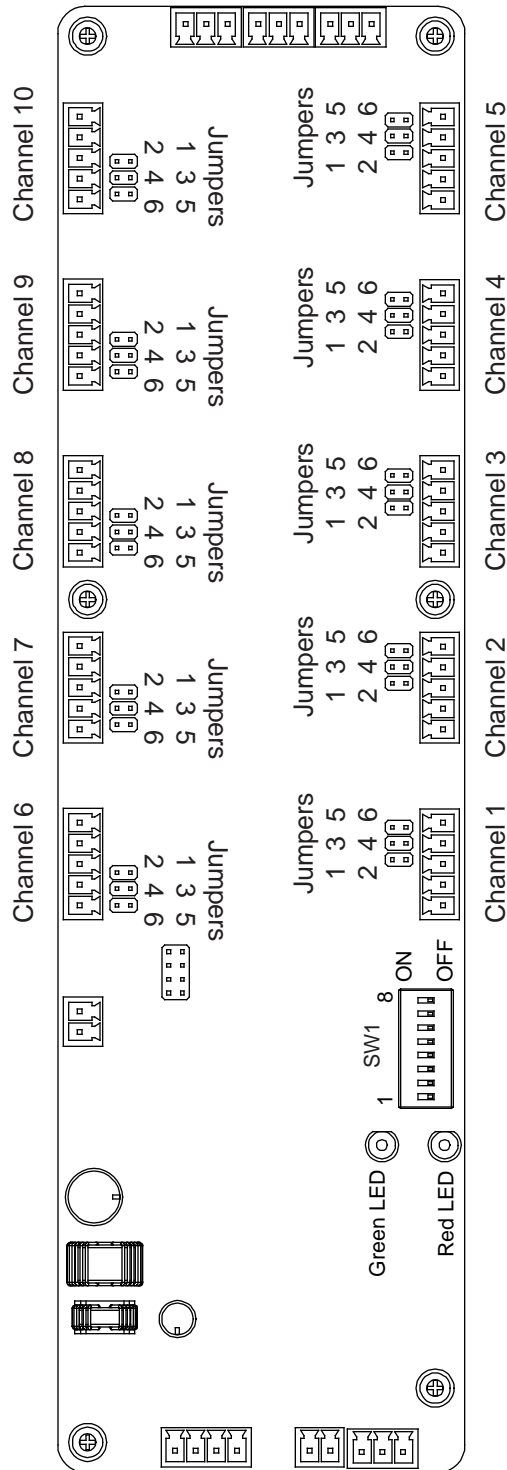 Channel 10
Jumpers
1 3 5
2 4 6
Jumpers
1 3 5
2 4 6
Channel 5
Channel 9
Jumpers
1 3 5
2 4 6
Jumpers
1 3 5
2 4 6
Channel 4
Channel 8
Jumpers
1 3 5
2 4 6
Jumpers
1 3 5
2 4 6
Channel 3
Channel 7
Jumpers
1 3 5
2 4 6
Jumpers
1 3 5
2 4 6
Channel 2
Channel 6
Jumpers
1 3 5
2 4 6
Jumpers
1 3 5
2 4 6
Channel 1
SW1
1 8
ON
OFF
Green LED
Red LED